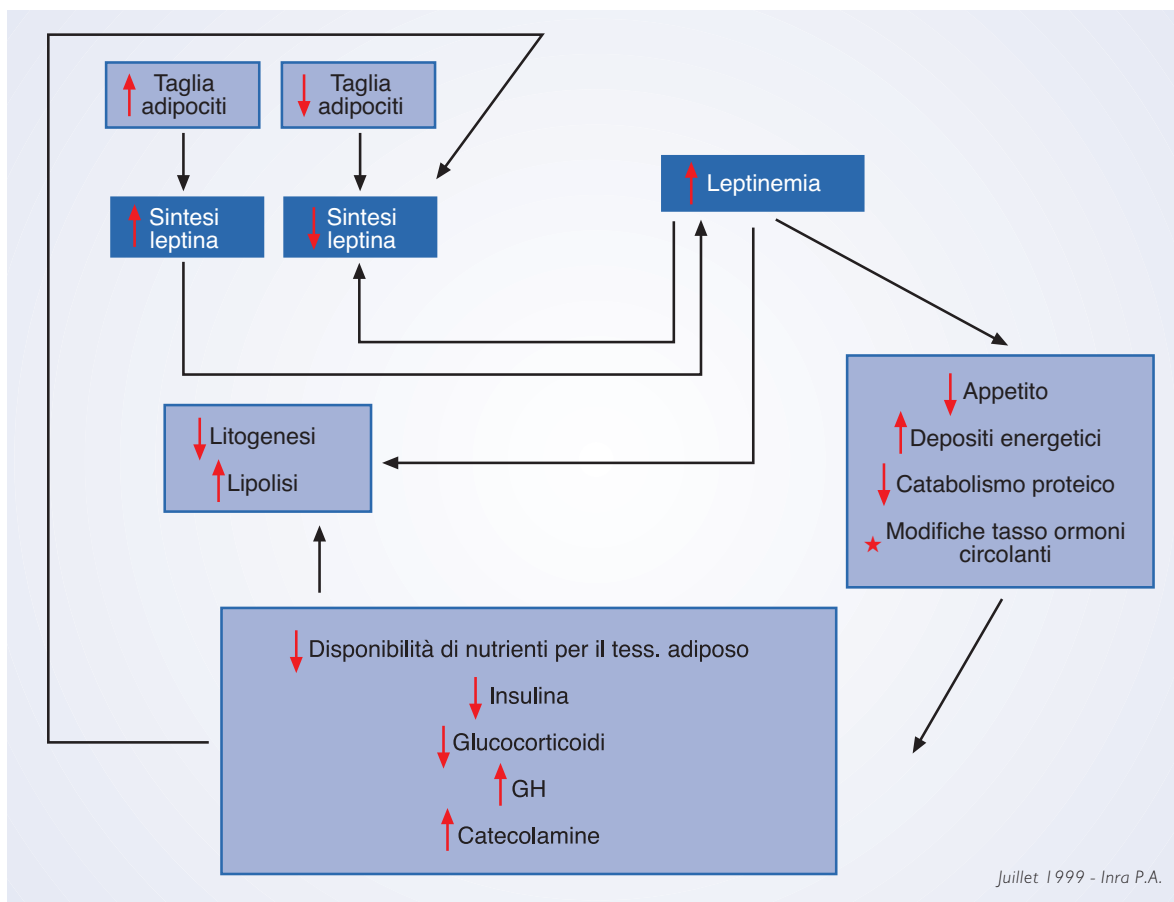 Taglia
adipociti
Taglia
adipociti
Sintesi
leptina
Sintesi
leptina
Leptinemia
Litogenesi
Lipolisi
Appetito
Depositi energetici
Catabolismo proteico
Modifiche tasso ormoni
circolanti
Disponibilità di nutrienti per il tess. adiposo
Insulina
Glucocorticoidi
GH
Catecolamine
Juillet 1999 - Inra P.A.